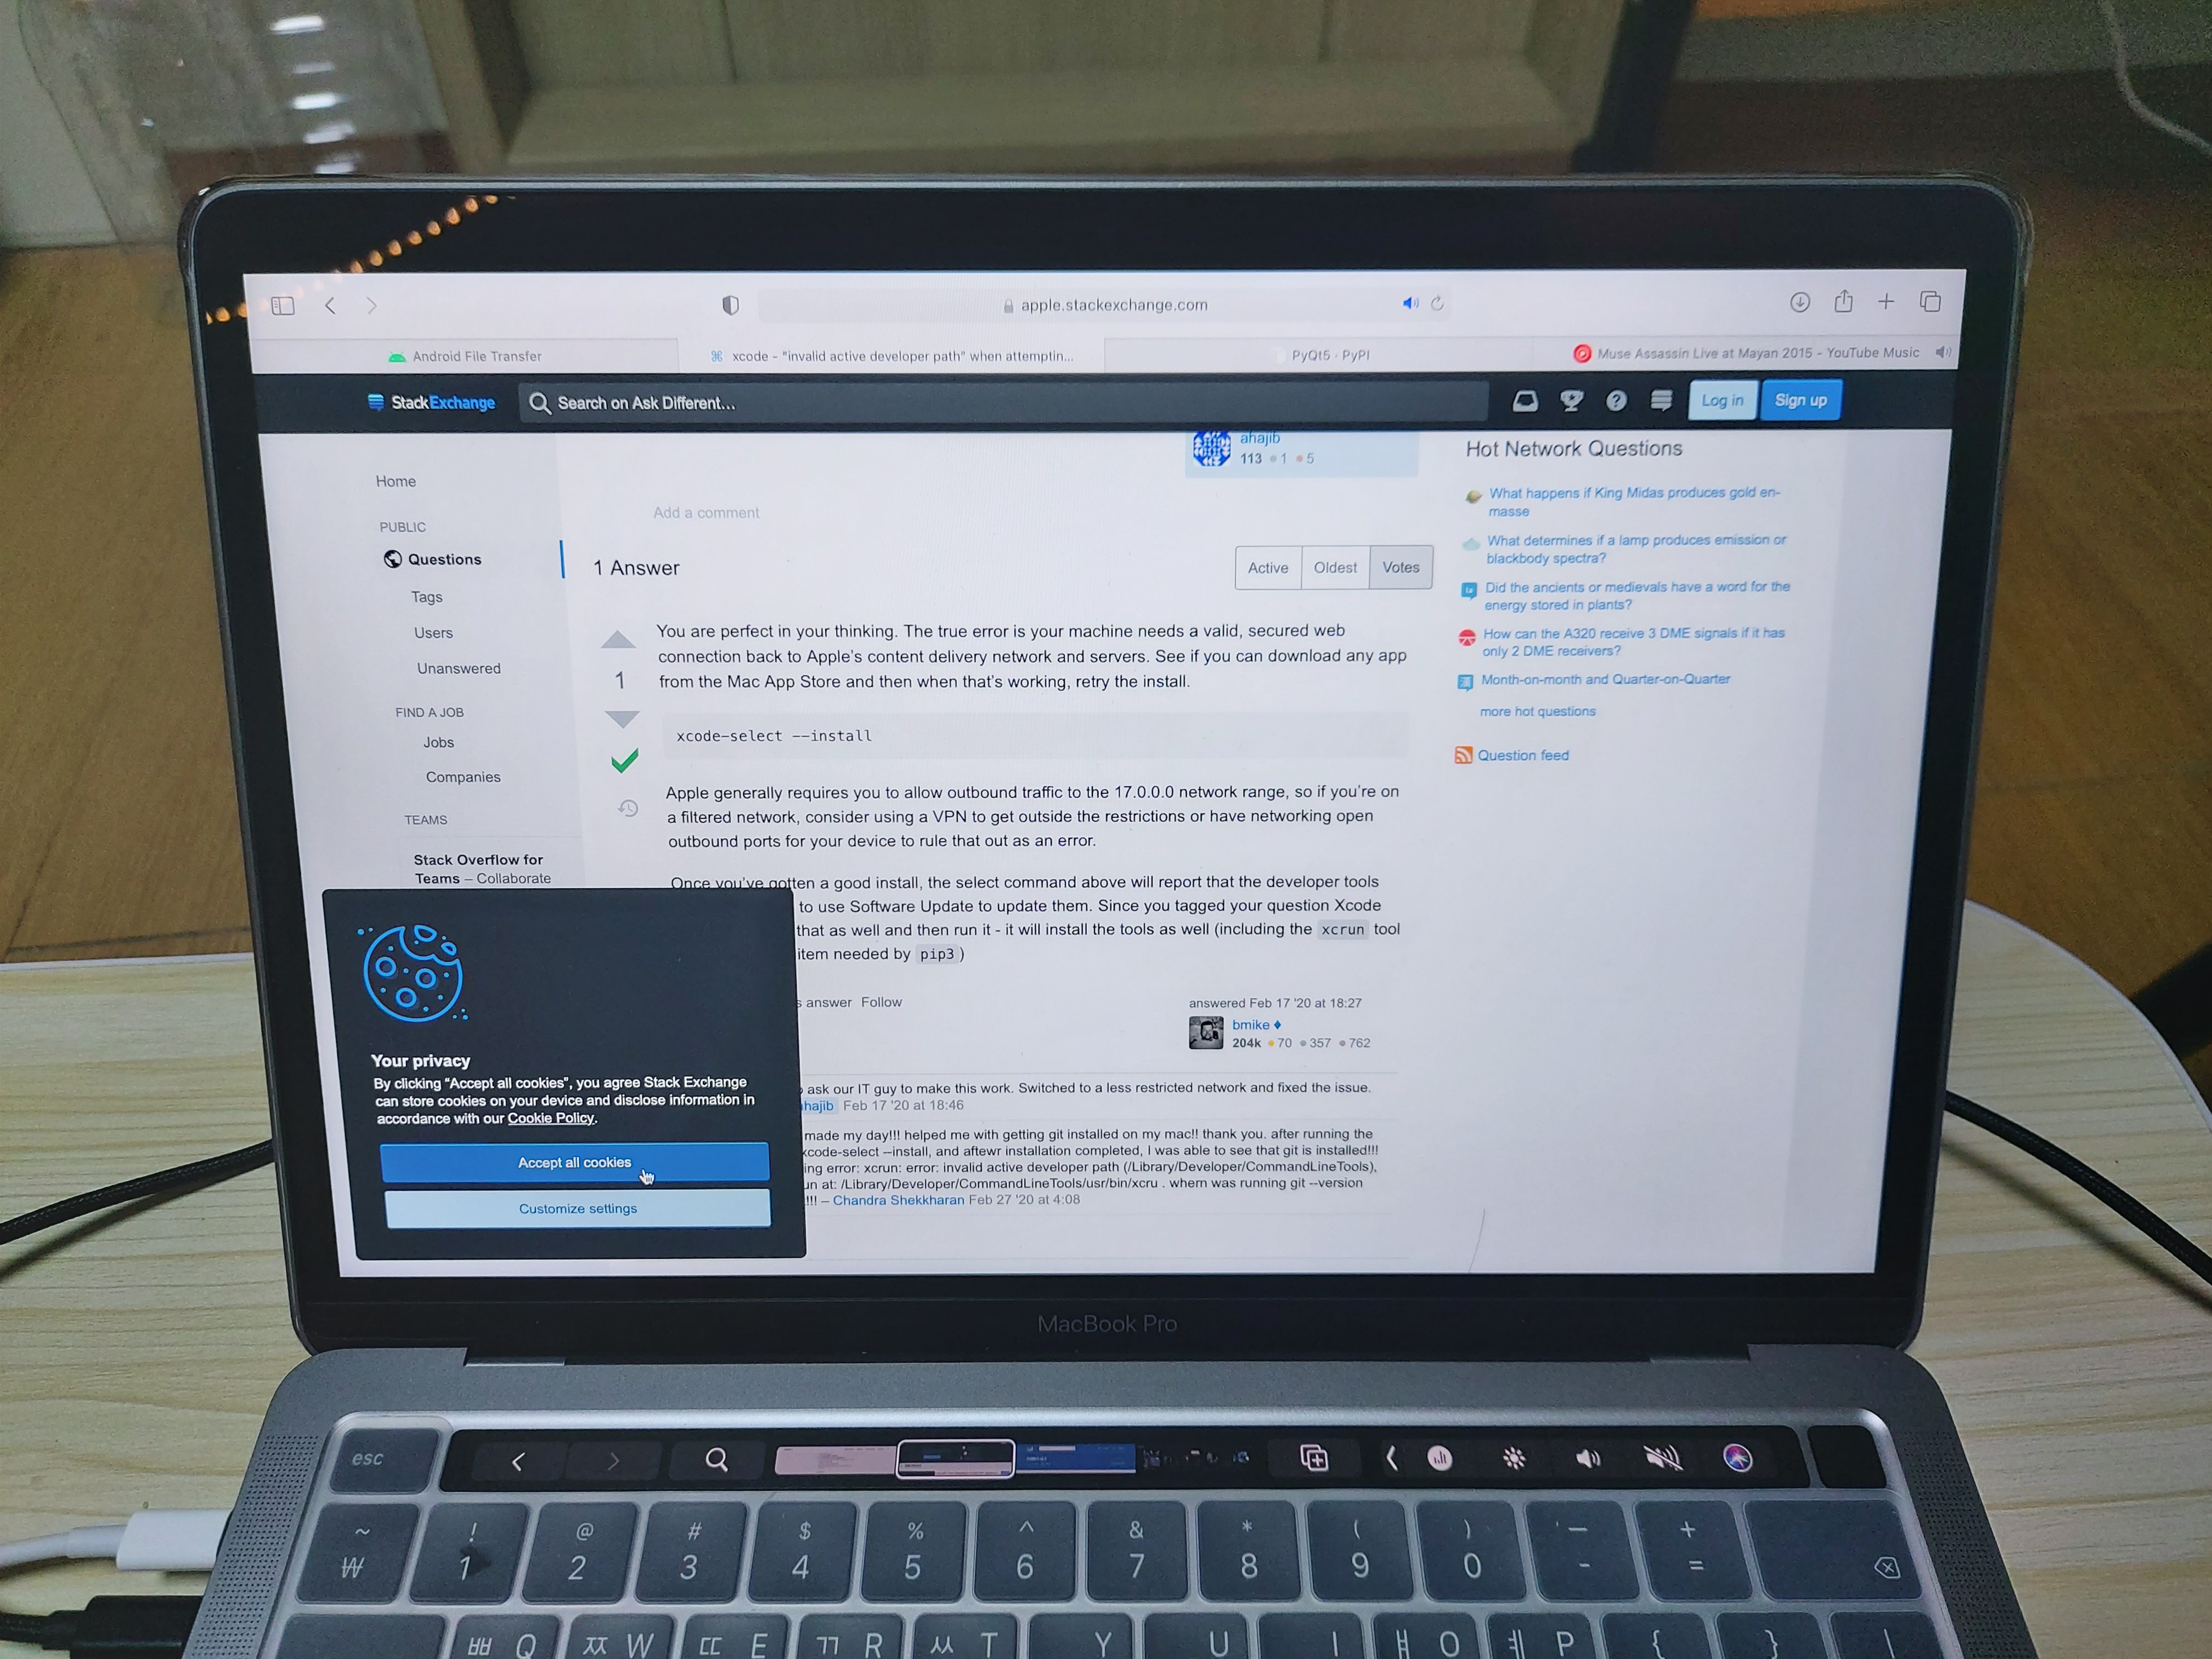 apple.stackexchange.com
Android File Transfer
xcode - "invalid active developer path" when attemptin...
PyQt5 · PyPI
Muse Assassin Live at Mayan 2015 - YouTube Music
StackExchange
Search on Ask Different...
Log in
Sign up
Home
PUBLIC
Questions
Tags
Users
Unanswered
FIND A JOB
Jobs
Companies
TEAMS
Stack Overflow for
Teams – Collaborate
ahajib
113 1 5
Add a comment
1 Answer
Active
Oldest
Votes
1
You are perfect in your thinking. The true error is your machine needs a valid, secured web
connection back to Apple's content delivery network and servers. See if you can download any app
from the Mac App Store and then when that's working, retry the install.
xcode-select --install
Apple generally requires you to allow outbound traffic to the 17.0.0.0 network range, so if you're on
a filtered network, consider using a VPN to get outside the restrictions or have networking open
outbound ports for your device to rule that out as an error.
Once you've gotten a good install, the select command above will report that the developer tools
to use Software Update to update them. Since you tagged your question Xcode
that as well and then run it - it will install the tools as well (including the xcrun tool
item needed by pip3)
s answer Follow
answered Feb 17 '20 at 18:27
bmike ♦
204k 70 357 762
ask our IT guy to make this work. Switched to a less restricted network and fixed the issue.
hajib Feb 17 '20 at 18:46
made my day!!! helped me with getting git installed on my mac!! thank you. after running the
xcode-select --install, and aftewr installation completed, I was able to see that git is installed!!!
ing error: xcrun: error: invalid active developer path (/Library/Developer/CommandLineTools),
un at: /Library/Developer/CommandLineTools/usr/bin/xcru . whern was running git --version
!!! – Chandra Shekkharan Feb 27 '20 at 4:08
Hot Network Questions
What happens if King Midas produces gold en-
masse
What determines if a lamp produces emission or
blackbody spectra?
Did the ancients or medievals have a word for the
energy stored in plants?
How can the A320 receive 3 DME signals if it has
only 2 DME receivers?
Month-on-month and Quarter-on-Quarter
more hot questions
Question feed
Your privacy
By clicking "Accept all cookies", you agree Stack Exchange
can store cookies on your device and disclose information in
accordance with our Cookie Policy.
Accept all cookies
Customize settings
MacBook Pro
esc
~ ! @ # $ % ^ & * ( ) — +
₩ 1 2 3 4 5 6 7 8 9 0 - =
ㅃ Q ㅉ W ㄸ E ㄲ R ㅆ T Y U I ㅒ O ㅖ P { } |